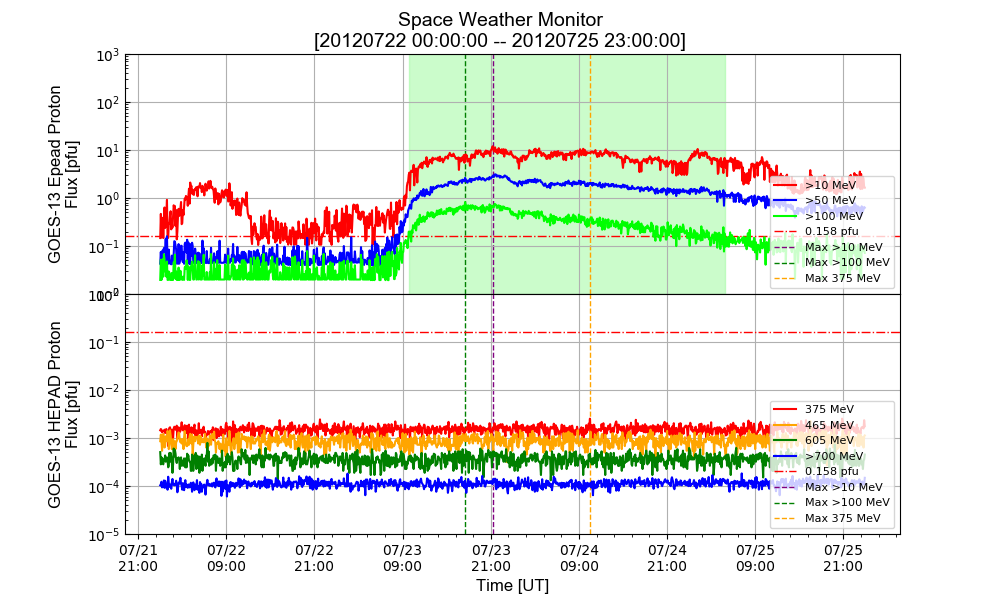 Space Weather Monitor
[20120722 00:00:00 -- 20120725 23:00:00]
GOES-13 Epead Proton
Flux [pfu]
10³
10²
10¹
10⁰
10⁻¹
10⁻²
>10 MeV
>50 MeV
>100 MeV
0.158 pfu
Max >10 MeV
Max >100 MeV
Max 375 MeV
GOES-13 HEPAD Proton
Flux [pfu]
10⁰
10⁻¹
10⁻²
10⁻³
10⁻⁴
10⁻⁵
375 MeV
465 MeV
605 MeV
>700 MeV
0.158 pfu
Max >10 MeV
Max >100 MeV
Max 375 MeV
07/21 07/22 07/22 07/23 07/23 07/24 07/24 07/25 07/25
21:00 09:00 21:00 09:00 21:00 09:00 21:00 09:00 21:00
Time [UT]